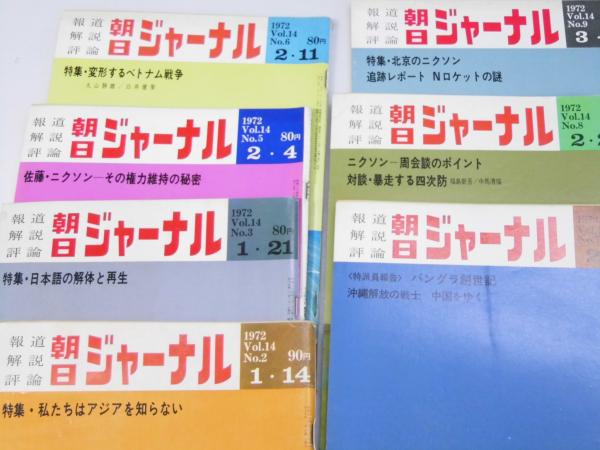 報道
解説
評論
朝日ジャーナル
1972
Vol.14
No.6
80円
2・11
特集・変形するベトナム戦争
丸山静雄/白井健策
報道
解説
評論
朝日ジャーナル
1972
Vol.14
No.5
80円
2・4
佐藤・ニクソン―その権力維持の秘密
報道
解説
評論
朝日ジャーナル
1972
Vol.14
No.3
80円
1・21
特集・日本語の解体と再生
報道
解説
評論
朝日ジャーナル
1972
Vol.14
No.2
90円
1・14
特集・私たちはアジアを知らない
報道
解説
評論
朝日ジャーナル
1972
Vol.14
No.9
3・
特集・北京のニクソン
追跡レポート Nロケットの謎
報道
解説
評論
朝日ジャーナル
1972
Vol.14
No.8
2・
ニクソン―周会談のポイント
対談・暴走する四次防
報道
解説
評論
朝日ジャーナル
〈特派員報告〉 バングラ創世記
沖縄解放の戦士 中国をゆく